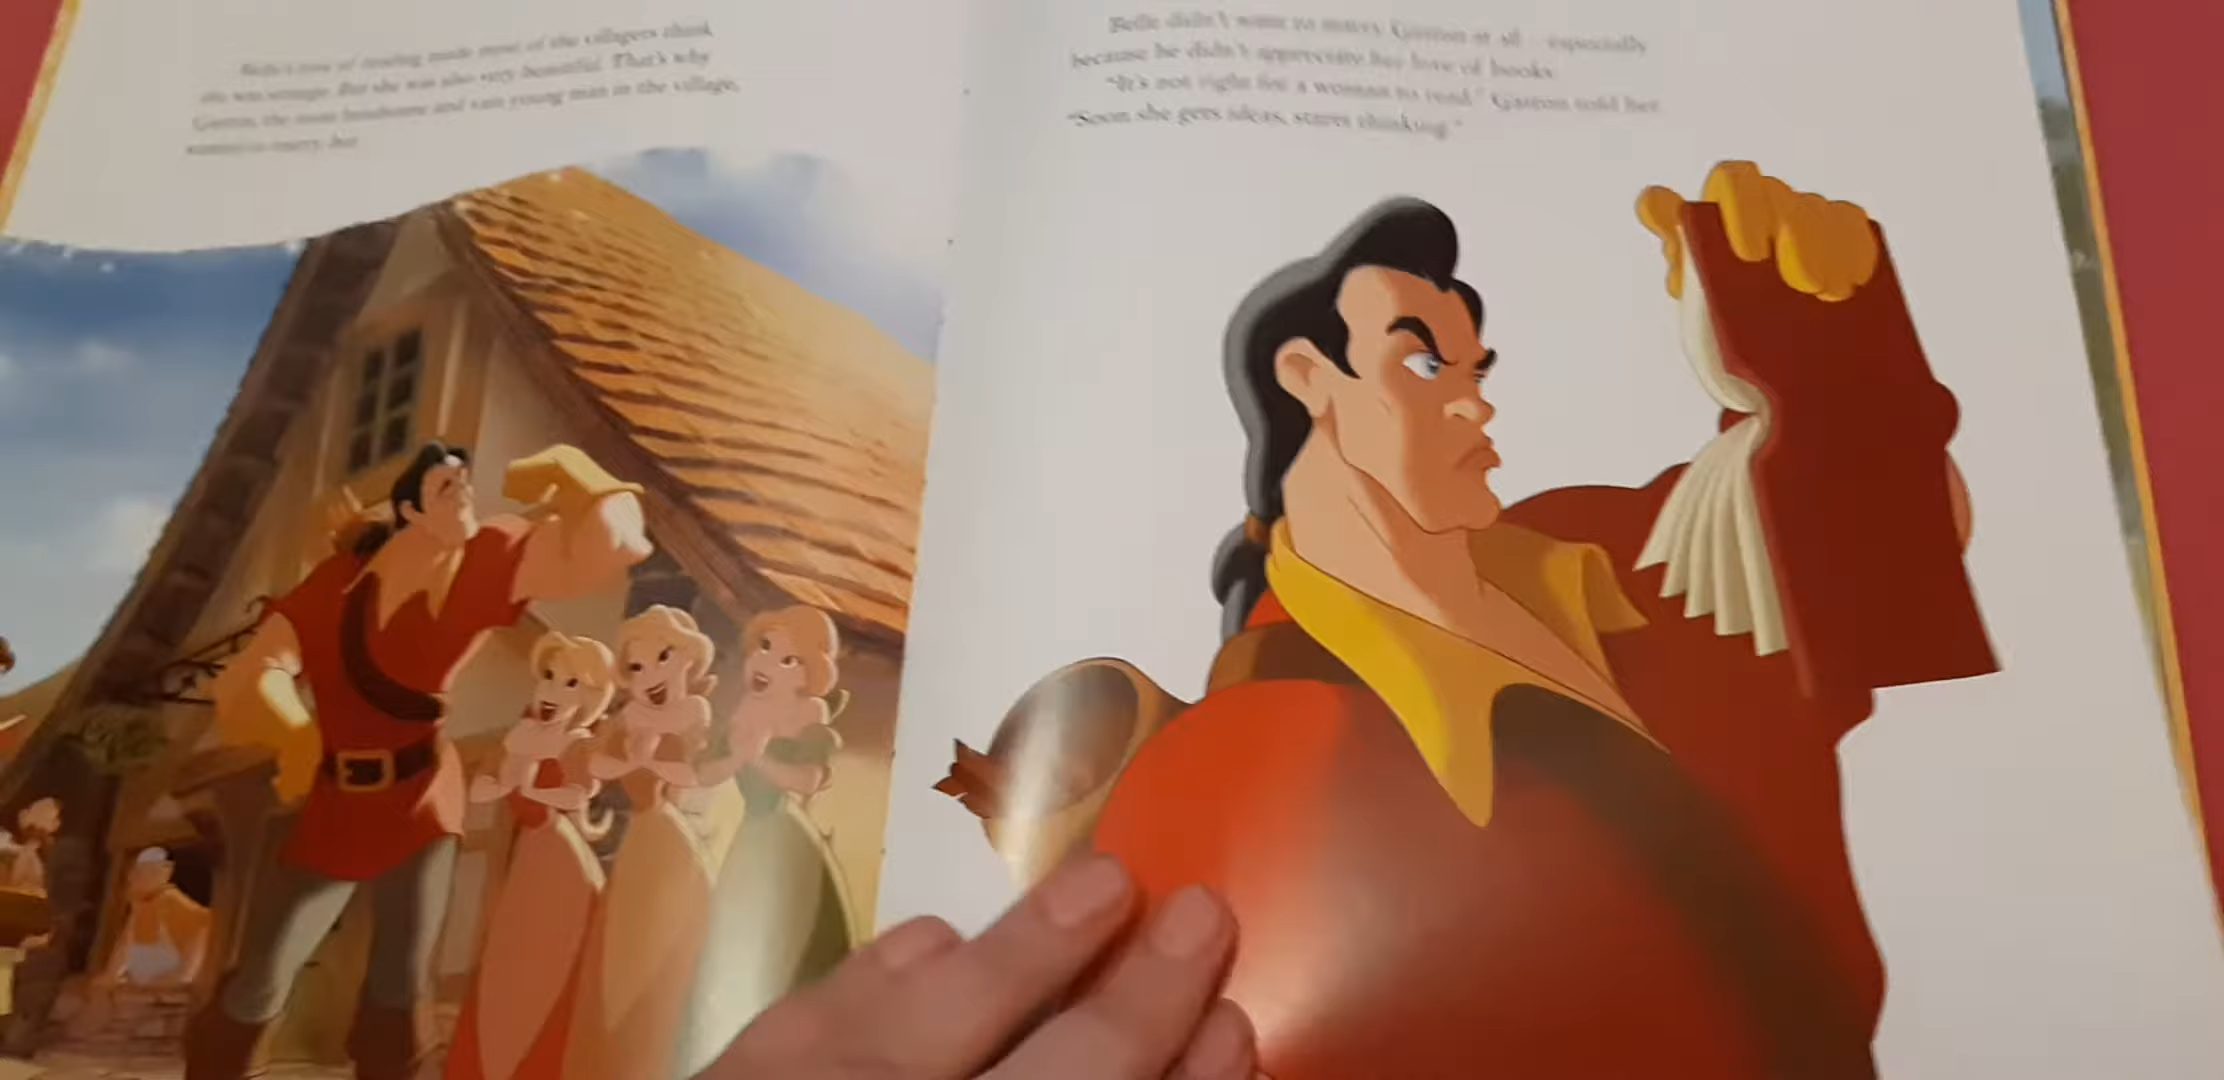 Belle's love of reading made most of the villagers think
she was strange. But she was also very beautiful. That's why
Gaston, the most handsome and vain young man in the village,
wanted to marry her.
Belle didn't want to marry Gaston at all – especially
because he didn't appreciate her love of books.
"It's not right for a woman to read," Gaston told her.
"Soon she gets ideas, starts thinking."